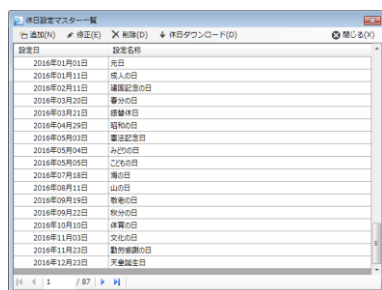 休日設定マスター一覧
追加(N) 修正(E) 削除(D) 休日ダウンロード(D) 閉じる(X)
設定日 設定名称
2016年01月01日 元日
2016年01月11日 成人の日
2016年02月11日 建国記念の日
2016年03月20日 春分の日
2016年03月21日 振替休日
2016年04月29日 昭和の日
2016年05月03日 憲法記念日
2016年05月04日 みどりの日
2016年05月05日 こどもの日
2016年07月18日 海の日
2016年08月11日 山の日
2016年09月19日 敬老の日
2016年09月22日 秋分の日
2016年10月10日 体育の日
2016年11月03日 文化の日
2016年11月23日 勤労感謝の日
2016年12月23日 天皇誕生日
1 / 87